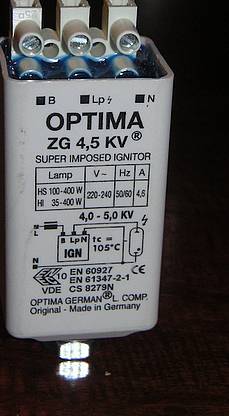 B Lp N
OPTIMA
ZG 4,5 KV®
SUPER IMPOSED IGNITOR
Lamp V~ Hz A
HS 100-400 W
HI 35-400 W
220-240 50/60 4,6
4,0 - 5,0 KV
M
L
B Lp N
tc =
105°C
IGN
N
10
VDE
EN 60927
EN 61347-2-1
CS 8279N
CE
OPTIMA GERMAN® L. COMP.
Original - Made in Germany